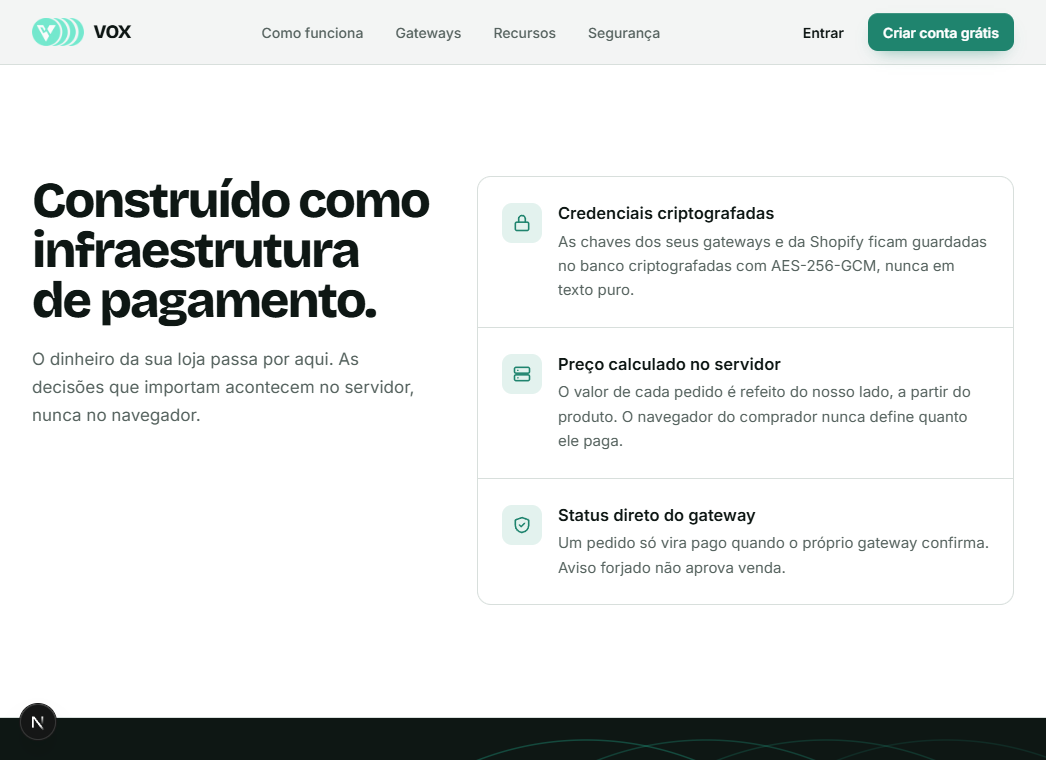 VOX
Como funciona
Gateways
Recursos
Segurança
Entrar
Criar conta grátis
Construído como
infraestrutura
de pagamento.
O dinheiro da sua loja passa por aqui. As
decisões que importam acontecem no servidor,
nunca no navegador.
Credenciais criptografadas
As chaves dos seus gateways e da Shopify ficam guardadas
no banco criptografadas com AES-256-GCM, nunca em
texto puro.
Preço calculado no servidor
O valor de cada pedido é refeito do nosso lado, a partir do
produto. O navegador do comprador nunca define quanto
ele paga.
Status direto do gateway
Um pedido só vira pago quando o próprio gateway confirma.
Aviso forjado não aprova venda.
N